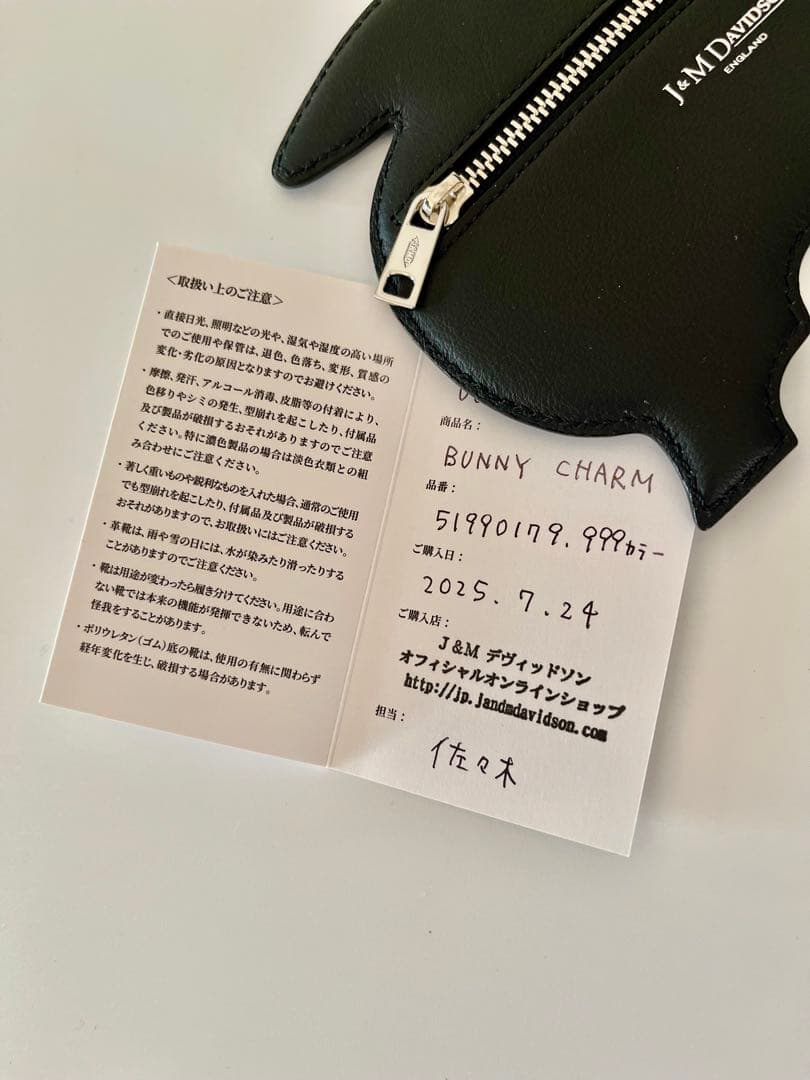 J&M DAVIDSO
ENGLAND
＜取扱い上のご注意＞
・直接日光、照明などの光や、湿気や湿度の高い場所
でのご使用や保管は、退色、色落ち、変形、質感の
変化・劣化の原因となりますのでお避けください。
・摩擦、発汗、アルコール消毒、皮脂等の付着により、
色移りやシミの発生、型崩れを起こしたり、付属品
及び製品が破損するおそれがありますのでご注意
ください。特に濃色製品の場合は淡色衣類との組
み合わせにご注意ください。
・著しく重いものや鋭利なものを入れた場合、通常のご使用
でも型崩れを起こしたり、付属品及び製品が破損する
おそれがありますので、お取扱いにはご注意ください。
・革靴は、雨や雪の日には、水が染みたり滑ったりする
ことがありますのでご注意ください。
・靴は用途が変わったら履き分けてください。用途に合わ
ない靴では本来の機能が発揮できないため、転んで
怪我をすることがあります。
・ポリウレタン（ゴム）底の靴は、使用の有無に関わらず
経年変化を生じ、破損する場合があります。
商品名：
BUNNY CHARM
品番：
51990179.999カラー
ご購入日：
2025.7.24
ご購入店：
J&M デヴィッドソン
オフィシャルオンラインショップ
http://jp.jandmdavidson.com
担当：
佐々木